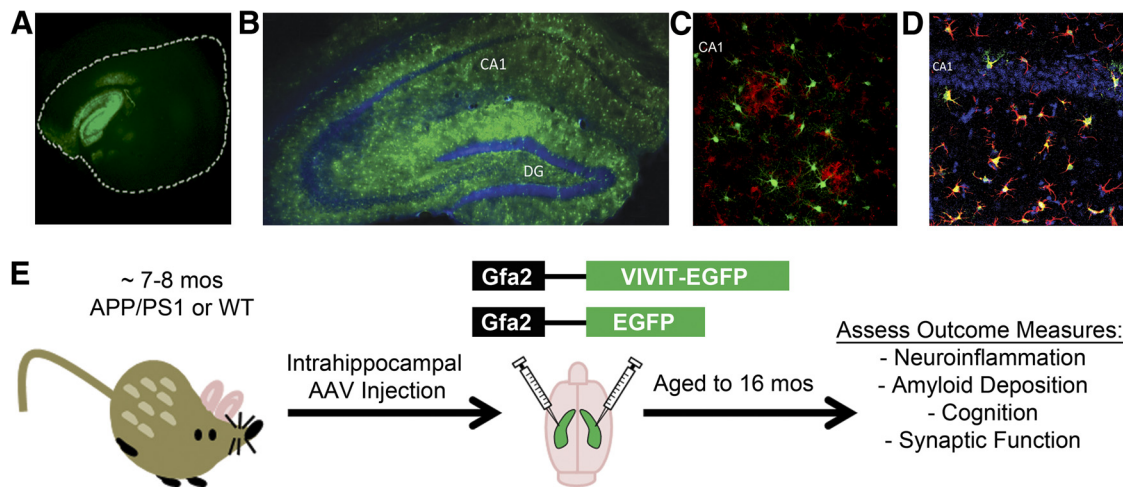 A
B
C
D
CA1
DG
CA1
CA1
E
~ 7-8 mos
APP/PS1 or WT
Intrahippocampal
AAV Injection
Gfa2
VIVIT-EGFP
Gfa2
EGFP
Aged to 16 mos
Assess Outcome Measures:
- Neuroinflammation
- Amyloid Deposition
- Cognition
- Synaptic Function